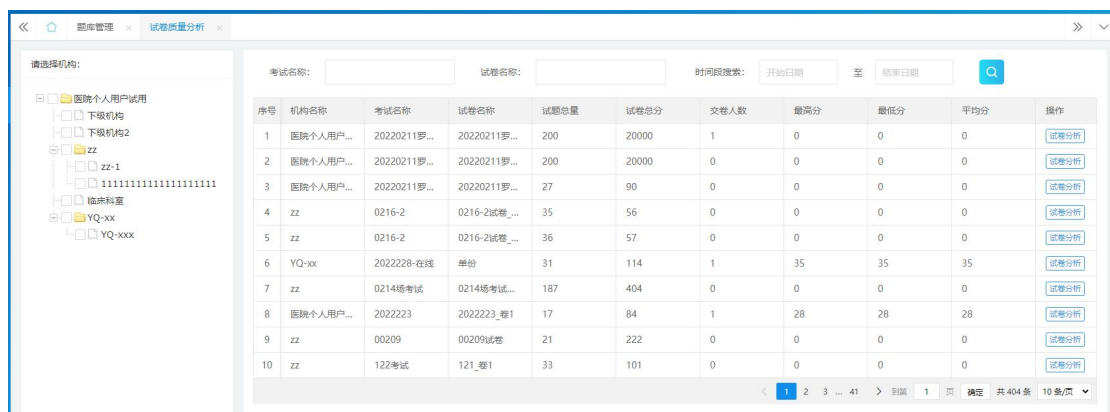 题库管理 × 试卷质量分析 ×
请选择机构:
医院个人用户试用
下级机构
下级机构2
zz
zz-1
11111111111111111111
临床科室
YQ-xx
YQ-xxx
考试名称: 试卷名称: 时间段搜索: 开始日期 至 结束日期
序号 机构名称 考试名称 试卷名称 试题总量 试卷总分 交卷人数 最高分 最低分 平均分 操作
1 医院个人用户... 20220211罗... 20220211罗... 200 20000 1 0 0 0 试卷分析
2 医院个人用户... 20220211罗... 20220211罗... 200 20000 0 0 0 0 试卷分析
3 医院个人用户... 20220211罗... 20220211罗... 27 90 0 0 0 0 试卷分析
4 zz 0216-2 0216-2试卷_... 35 56 0 0 0 0 试卷分析
5 zz 0216-2 0216-2试卷_... 36 57 0 0 0 0 试卷分析
6 YQ-xx 2022228-在线 单份 31 114 1 35 35 35 试卷分析
7 zz 0214场考试 0214场考试... 187 404 0 0 0 0 试卷分析
8 医院个人用户... 2022223 2022223_卷1 17 84 1 28 28 28 试卷分析
9 zz 00209 00209试卷 21 222 0 0 0 0 试卷分析
10 zz 122考试 121_卷1 33 101 0 0 0 0 试卷分析
< 1 2 3 ... 41 > 到第 1 页 确定 共 404 条 10 条/页